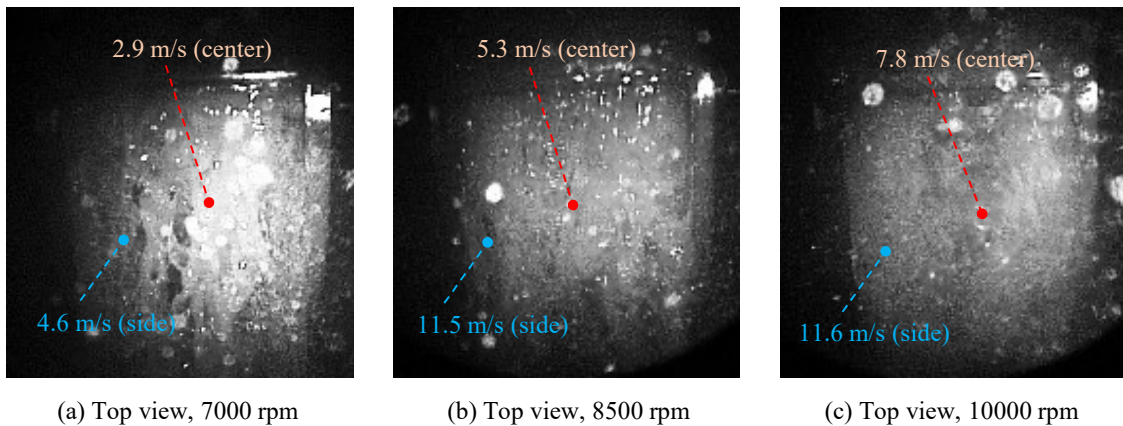 2.9 m/s (center)
4.6 m/s (side)
(a) Top view, 7000 rpm
5.3 m/s (center)
11.5 m/s (side)
(b) Top view, 8500 rpm
7.8 m/s (center)
11.6 m/s (side)
(c) Top view, 10000 rpm